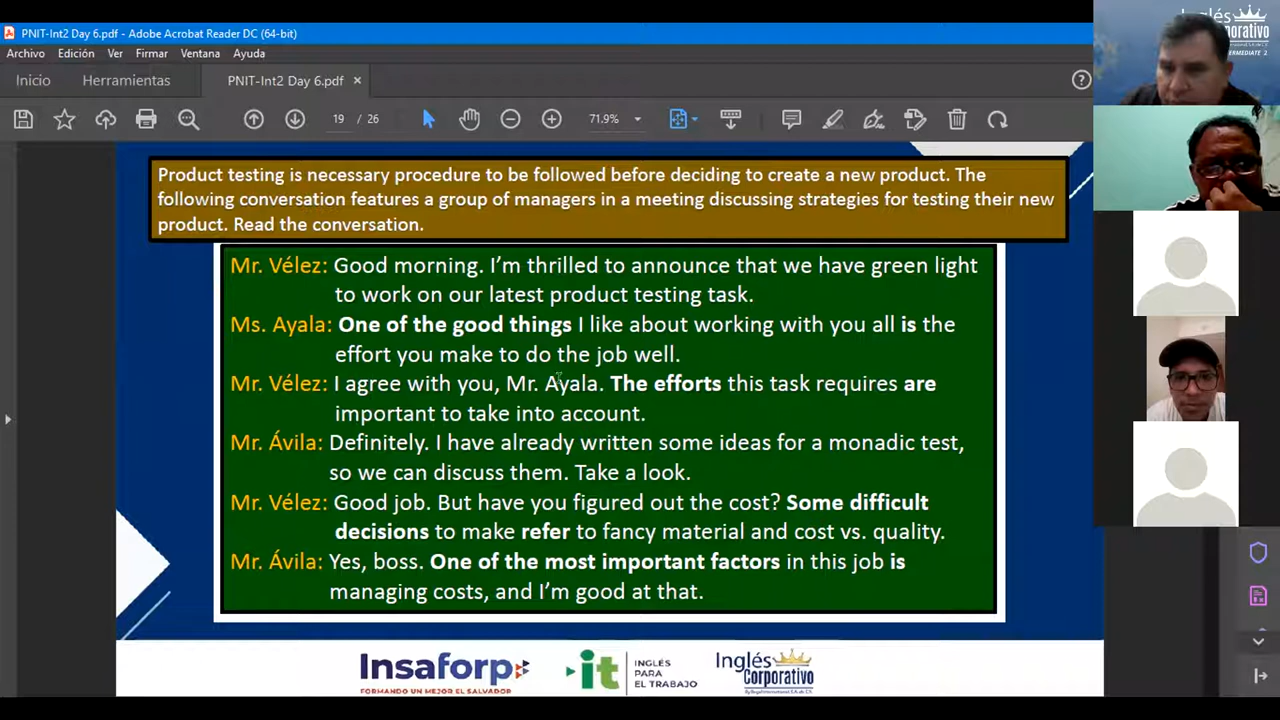 PNIT-Int2 Day 6.pdf - Adobe Acrobat Reader DC (64-bit)
Archivo Edición Ver Firmar Ventana Ayuda
Inicio Herramientas PNIT-Int2 Day 6.pdf ×
19 / 26 71.9%
Product testing is necessary procedure to be followed before deciding to create a new product. The
following conversation features a group of managers in a meeting discussing strategies for testing their new
product. Read the conversation.
Mr. Vélez: Good morning. I'm thrilled to announce that we have green light
to work on our latest product testing task.
Ms. Ayala: One of the good things I like about working with you all is the
effort you make to do the job well.
Mr. Vélez: I agree with you, Mr. Ayala. The efforts this task requires are
important to take into account.
Mr. Ávila: Definitely. I have already written some ideas for a monadic test,
so we can discuss them. Take a look.
Mr. Vélez: Good job. But have you figured out the cost? Some difficult
decisions to make refer to fancy material and cost vs. quality.
Mr. Ávila: Yes, boss. One of the most important factors in this job is
managing costs, and I'm good at that.
Insaforp
FORMANDO UN MEJOR EL SALVADOR
it INGLÉS
PARA
EL TRABAJO
Inglés
Corporativo
Inglés
Corporativo
INTERMEDIATE 2